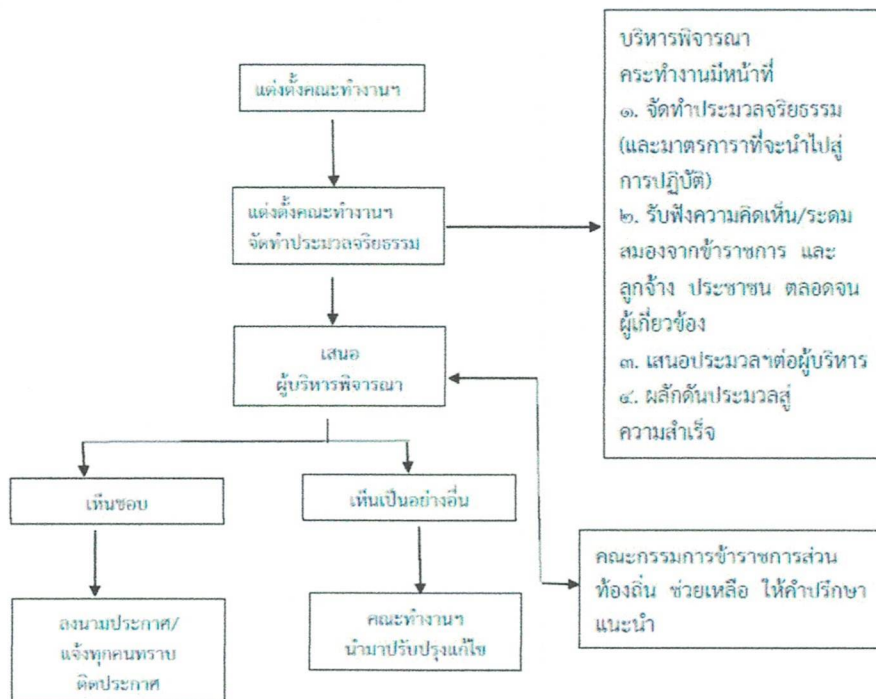 แต่งตั้งคณะทำงานฯ
แต่งตั้งคณะทำงานฯ
จัดทำประมวลจริยธรรม
เสนอ
ผู้บริหารพิจารณา
เห็นชอบ
เห็นเป็นอย่างอื่น
ลงนามประกาศ/
แจ้งทุกคนทราบ
ติดประกาศ
คณะทำงานฯ
นำมาปรับปรุงแก้ไข
บริหารพิจารณา
คระทำงานมีหน้าที่
๑. จัดทำประมวลจริยธรรม
(และมาตรการาที่จะนำไปสู่
การปฏิบัติ)
๒. รับฟังความคิดเห็น/ระดม
สมองจากข้าราชการ และ
ลูกจ้าง ประชาชน ตลอดจน
ผู้เกี่ยวข้อง
๓. เสนอประมวลฯต่อผู้บริหาร
๔. ผลักดันประมวลสู่
ความสำเร็จ
คณะกรรมการข้าราชการส่วน
ท้องถิ่น ช่วยเหลือ ให้คำปรึกษา
แนะนำ